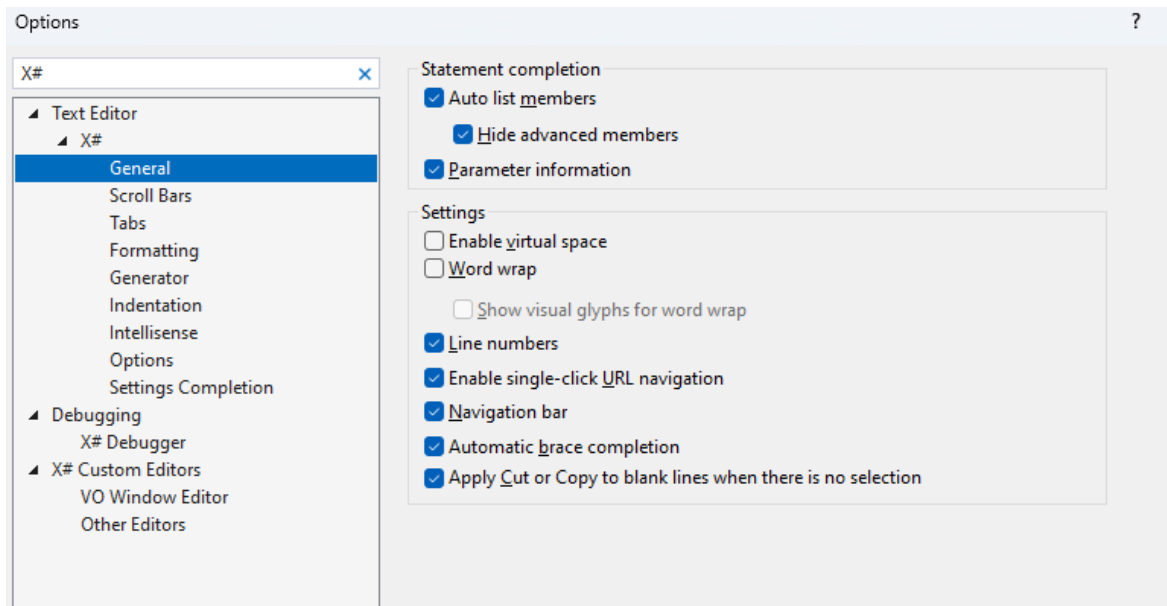 Options
?
X#
Text Editor
X#
General
Scroll Bars
Tabs
Formatting
Generator
Indentation
Intellisense
Options
Settings Completion
Debugging
X# Debugger
X# Custom Editors
VO Window Editor
Other Editors
Statement completion
Auto list members
Hide advanced members
Parameter information
Settings
Enable virtual space
Word wrap
Show visual glyphs for word wrap
Line numbers
Enable single-click URL navigation
Navigation bar
Automatic brace completion
Apply Cut or Copy to blank lines when there is no selection